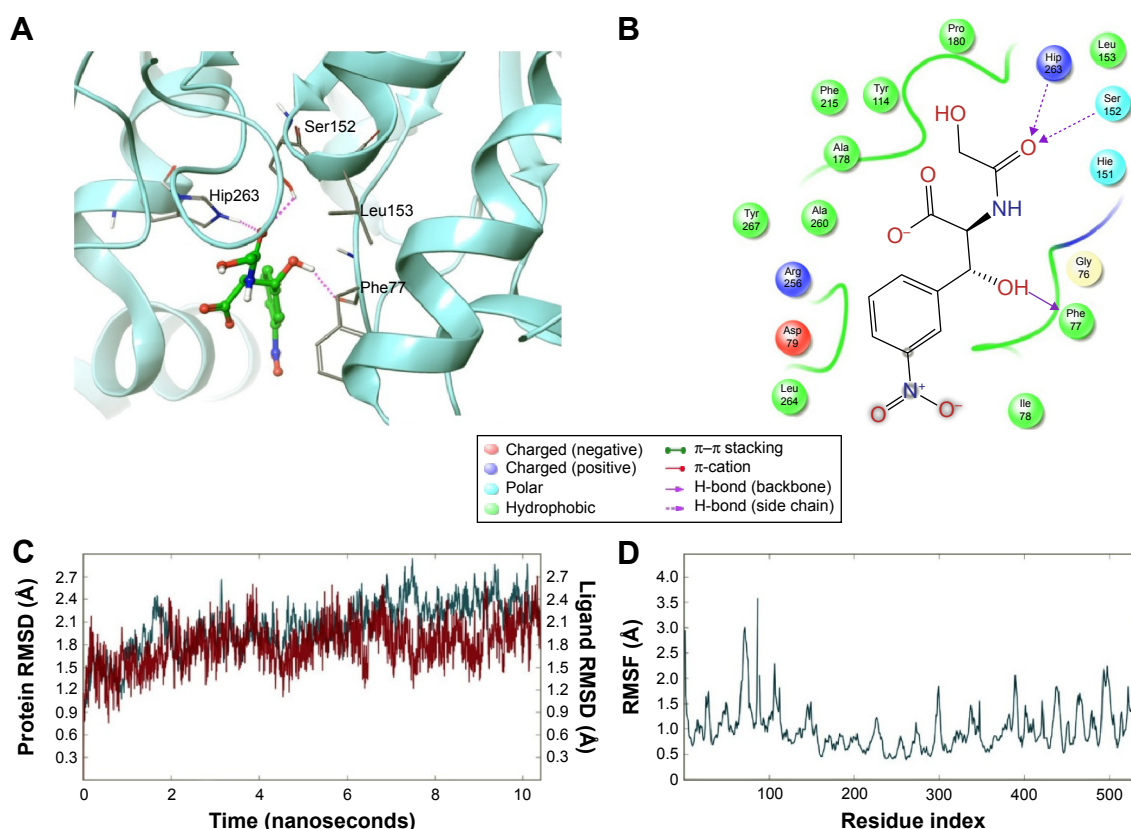 A
Ser152
Hip263
Leu153
Phe77
B
Pro
180
Hip
263
Leu
153
Phe
215
Tyr
114
Ser
152
HO
O
Ala
178
Hie
151
O
NH
Tyr
267
Ala
260
O–
Gly
76
Arg
256
OH
Phe
77
Asp
79
Leu
264
N+
O
O–
Ile
78
Charged (negative)
Charged (positive)
Polar
Hydrophobic
π–π stacking
π-cation
H-bond (backbone)
H-bond (side chain)
C
Protein RMSD (Å)
2.7
2.4
2.1
1.8
1.5
1.2
0.9
0.6
0.3
2.7
2.4
2.1
1.8
1.5
1.2
0.9
0.6
0.3
Ligand RMSD (Å)
0 2 4 6 8 10
Time (nanoseconds)
D
RMSF (Å)
4.0
3.5
3.0
2.5
2.0
1.5
1.0
0.5
0
100 200 300 400 500
Residue index